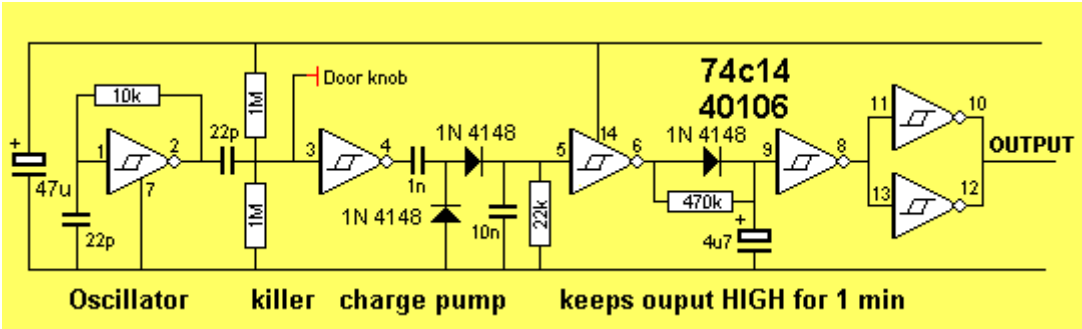 74c14
40106
Door knob
10k
1M
22p
1
2
3
4
1N 4148
14
5
6
1N 4148
9
8
11
10
OUTPUT
+
47u
7
22p
1M
1N 4148
1n
10n
22k
470k
+
4u7
13
12
Oscillator killer charge pump keeps ouput HIGH for 1 min